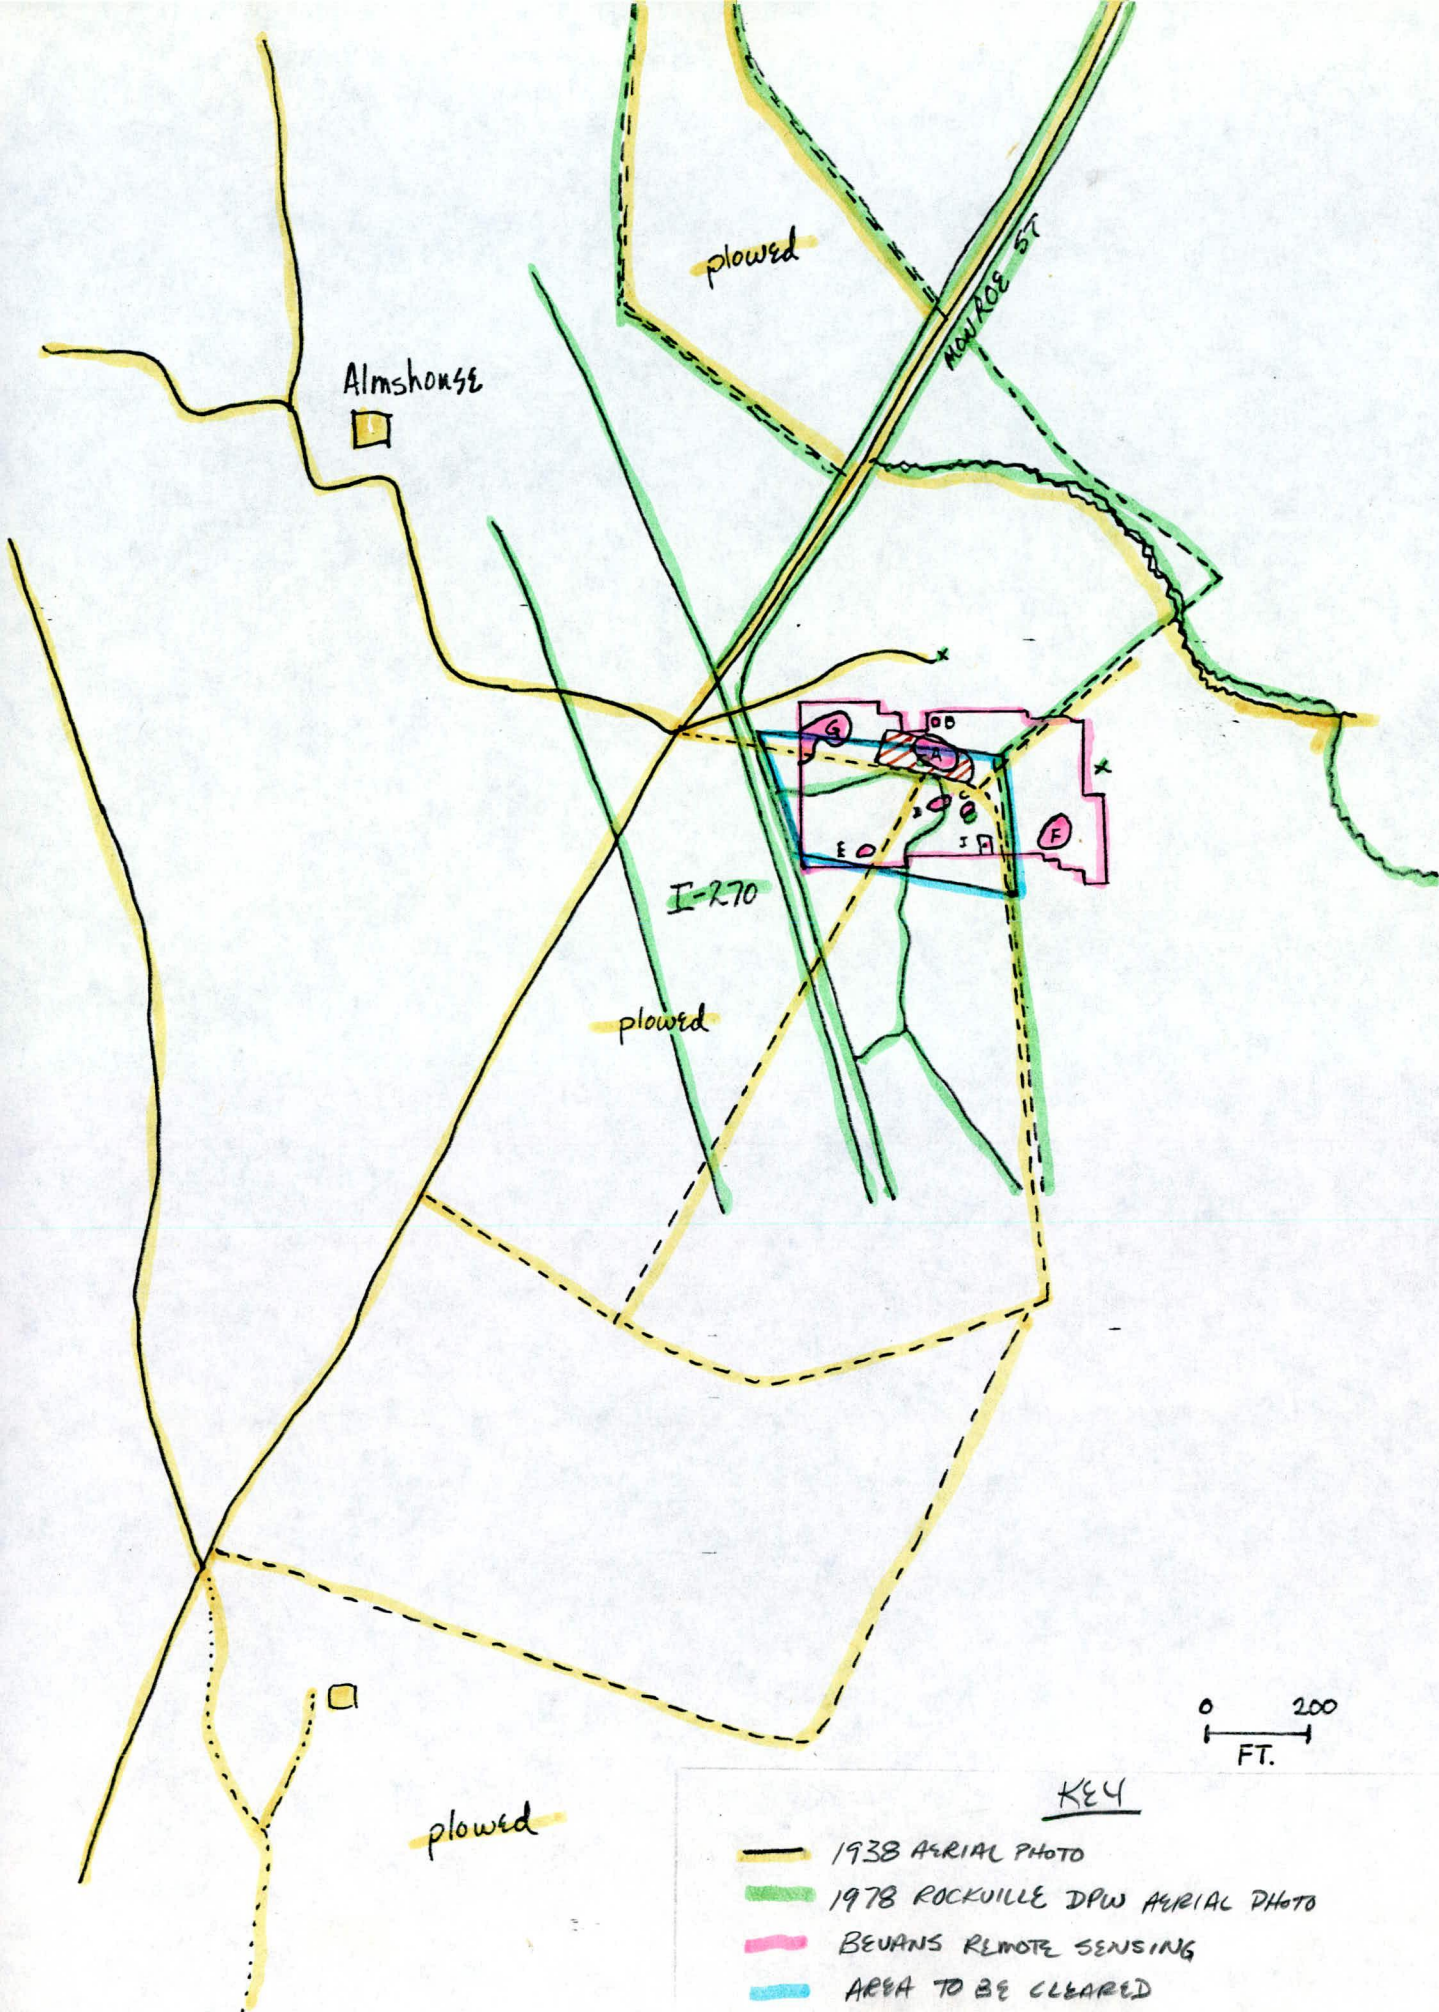 plowed
MONROE ST
Almshouse
G
B
A
C
D
E
I
F
I-270
plowed
0 200
FT.
plowed
KEY
1938 AERIAL PHOTO
1978 ROCKVILLE DPW AERIAL PHOTO
BEVANS REMOTE SENSING
AREA TO BE CLEARED